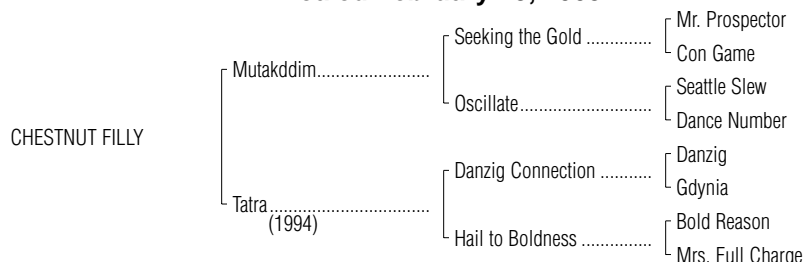 Mr. Prospector
Seeking the Gold ..............
Con Game
Mutakddim........................
Seattle Slew
Oscillate............................
Dance Number
CHESTNUT FILLY
Danzig
Danzig Connection ...........
Gdynia
Tatra..................................
(1994)
Bold Reason
Hail to Boldness ...............
Mrs. Full Charge